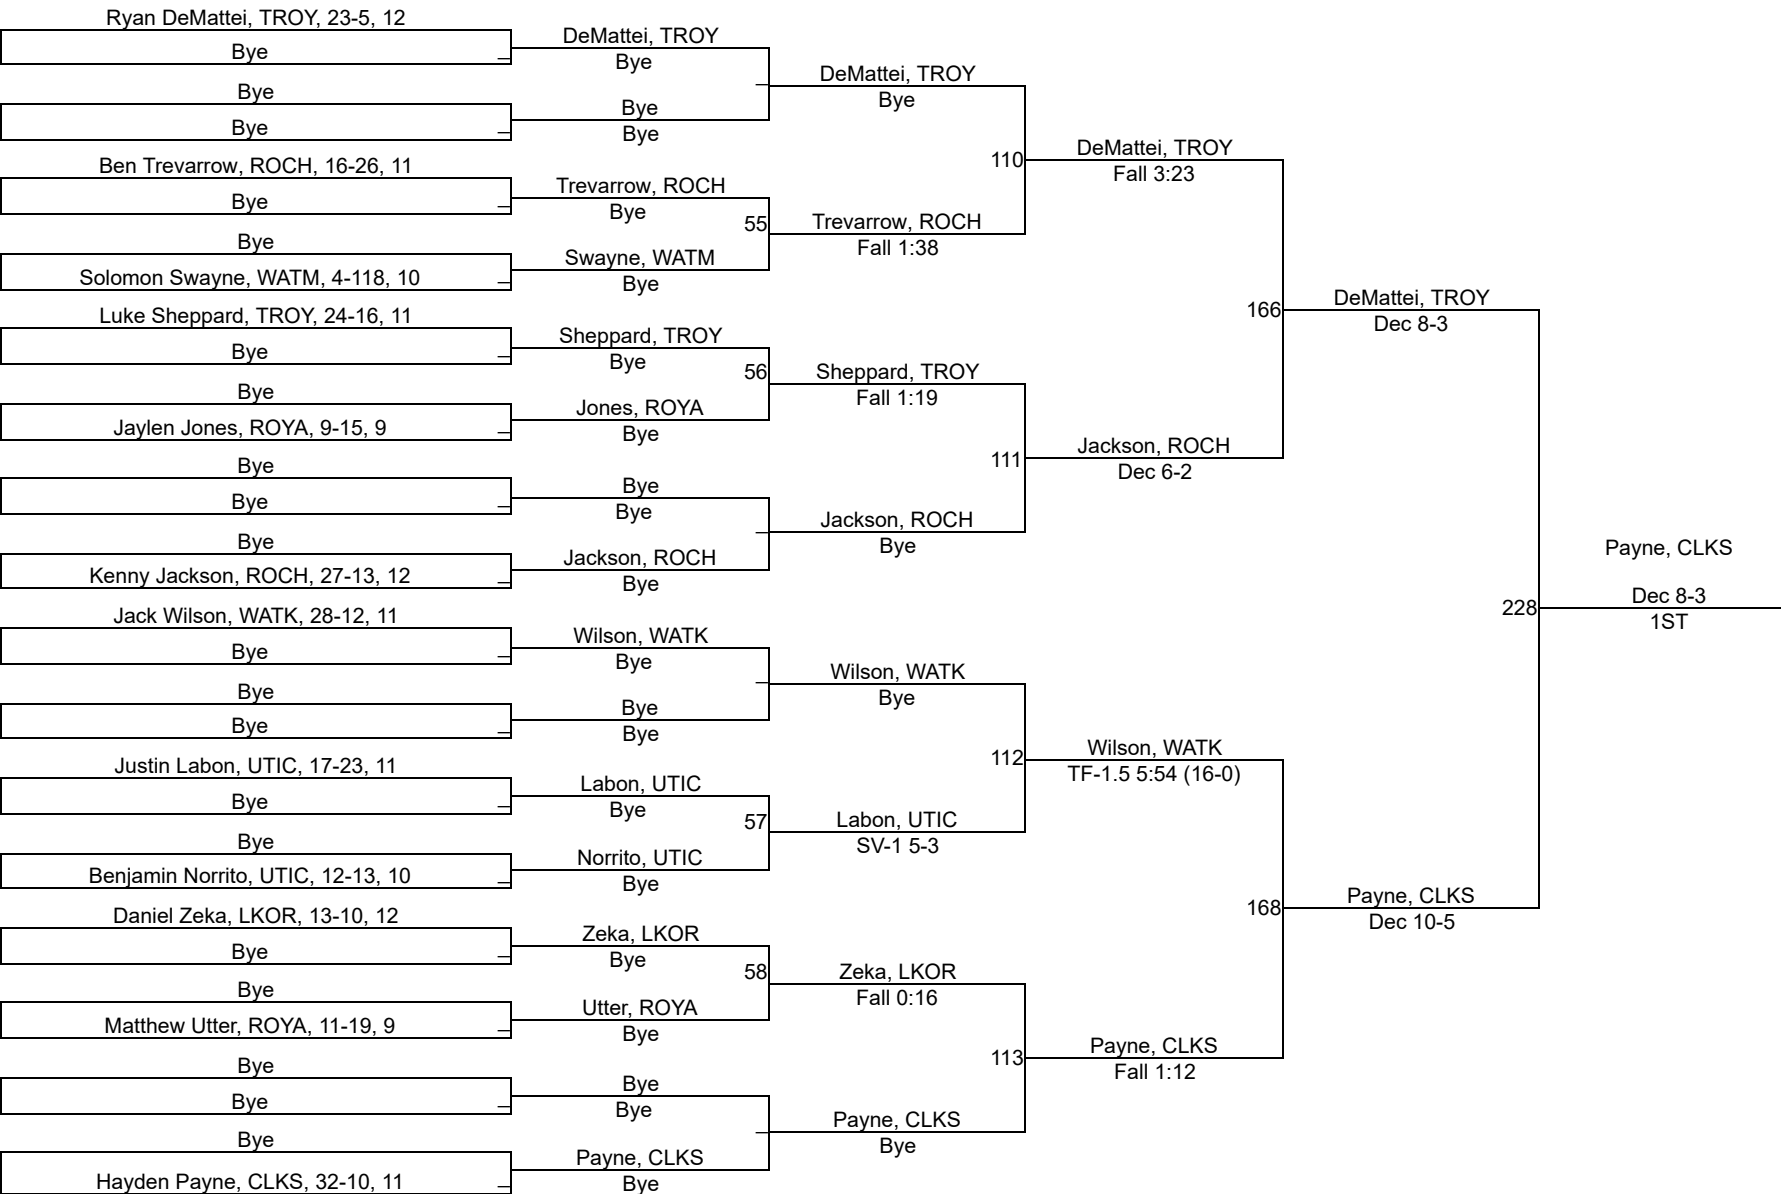 Ryan DeMattei, TROY, 23-5, 12
Bye
Bye
Bye
Ben Trevarrow, ROCH, 16-26, 11
Bye
Bye
Solomon Swayne, WATM, 4-118, 10
Luke Sheppard, TROY, 24-16, 11
Bye
Bye
Jaylen Jones, ROYA, 9-15, 9
Bye
Bye
Bye
Kenny Jackson, ROCH, 27-13, 12
Jack Wilson, WATK, 28-12, 11
Bye
Bye
Bye
Justin Labon, UTIC, 17-23, 11
Bye
Bye
Benjamin Norrito, UTIC, 12-13, 10
Daniel Zeka, LKOR, 13-10, 12
Bye
Bye
Matthew Utter, ROYA, 11-19, 9
Bye
Bye
Bye
Hayden Payne, CLKS, 32-10, 11
DeMattei, TROY
Bye
Bye
Bye
Trevarrow, ROCH
Bye
55
Swayne, WATM
Bye
Sheppard, TROY
Bye
56
Jones, ROYA
Bye
Bye
Bye
Jackson, ROCH
Bye
Wilson, WATK
Bye
Bye
Bye
Labon, UTIC
Bye
57
Norrito, UTIC
Bye
Zeka, LKOR
Bye
58
Utter, ROYA
Bye
Bye
Bye
Payne, CLKS
Bye
DeMattei, TROY
Bye
110
Trevarrow, ROCH
Fall 1:38
Sheppard, TROY
Fall 1:19
111
Jackson, ROCH
Bye
Wilson, WATK
Bye
112
Labon, UTIC
SV-1 5-3
Zeka, LKOR
Fall 0:16
113
Payne, CLKS
Bye
DeMattei, TROY
Fall 3:23
166
Jackson, ROCH
Dec 6-2
Wilson, WATK
TF-1.5 5:54 (16-0)
168
Payne, CLKS
Fall 1:12
DeMattei, TROY
Dec 8-3
228
Payne, CLKS
Dec 10-5
Payne, CLKS
Dec 8-3
1ST